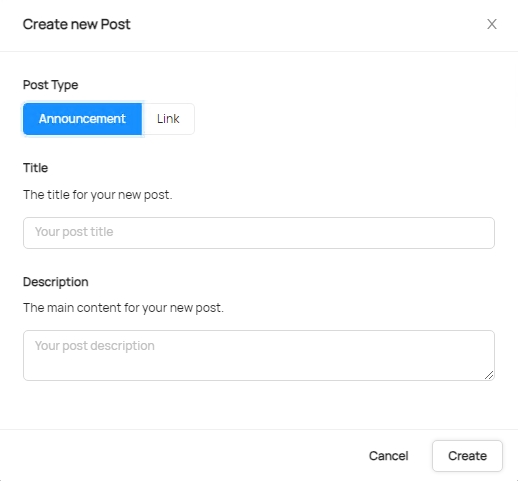 Create new Post
Post Type
Announcement Link
Title
The title for your new post.
Your post title
Description
The main content for your new post.
Your post description
Cancel Create